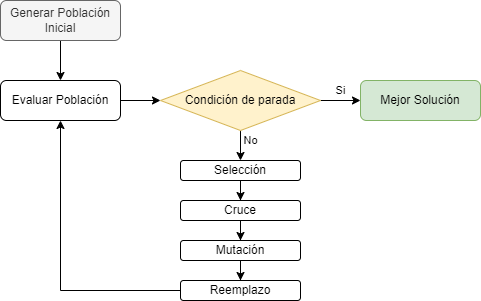 Generar Población
Inicial
Evaluar Población
Condición de parada
Si
Mejor Solución
No
Selección
Cruce
Mutación
Reemplazo